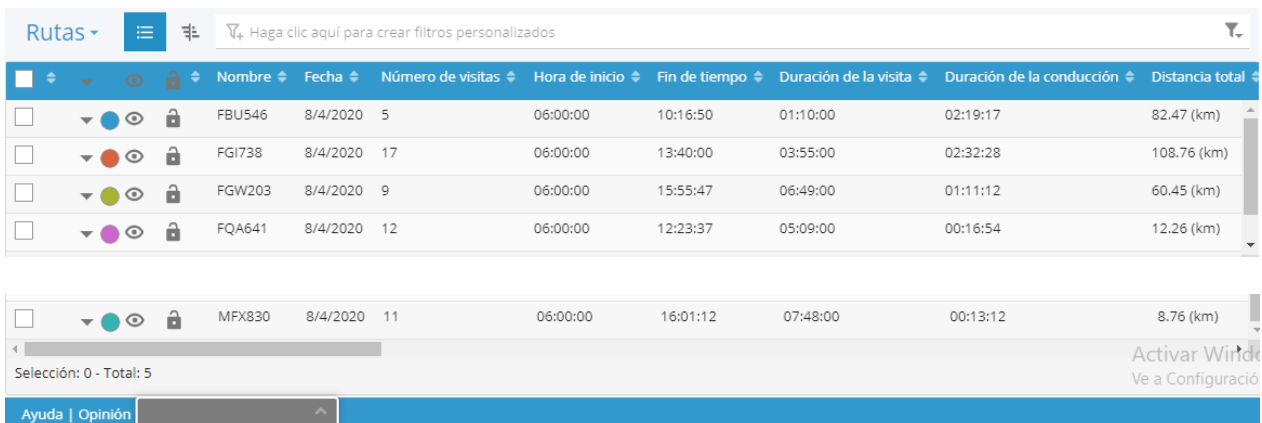 Rutas Haga clic aquí para crear filtros personalizados
Nombre Fecha Número de visitas Hora de inicio Fin de tiempo Duración de la visita Duración de la conducción Distancia total
FBU546 8/4/2020 5 06:00:00 10:16:50 01:10:00 02:19:17 82.47 (km)
FGI738 8/4/2020 17 06:00:00 13:40:00 03:55:00 02:32:28 108.76 (km)
FGW203 8/4/2020 9 06:00:00 15:55:47 06:49:00 01:11:12 60.45 (km)
FQA641 8/4/2020 12 06:00:00 12:23:37 05:09:00 00:16:54 12.26 (km)
MFX830 8/4/2020 11 06:00:00 16:01:12 07:48:00 00:13:12 8.76 (km)
Activar Windo
Selección: 0 - Total: 5
Ve a Configuració
Ayuda | Opinión